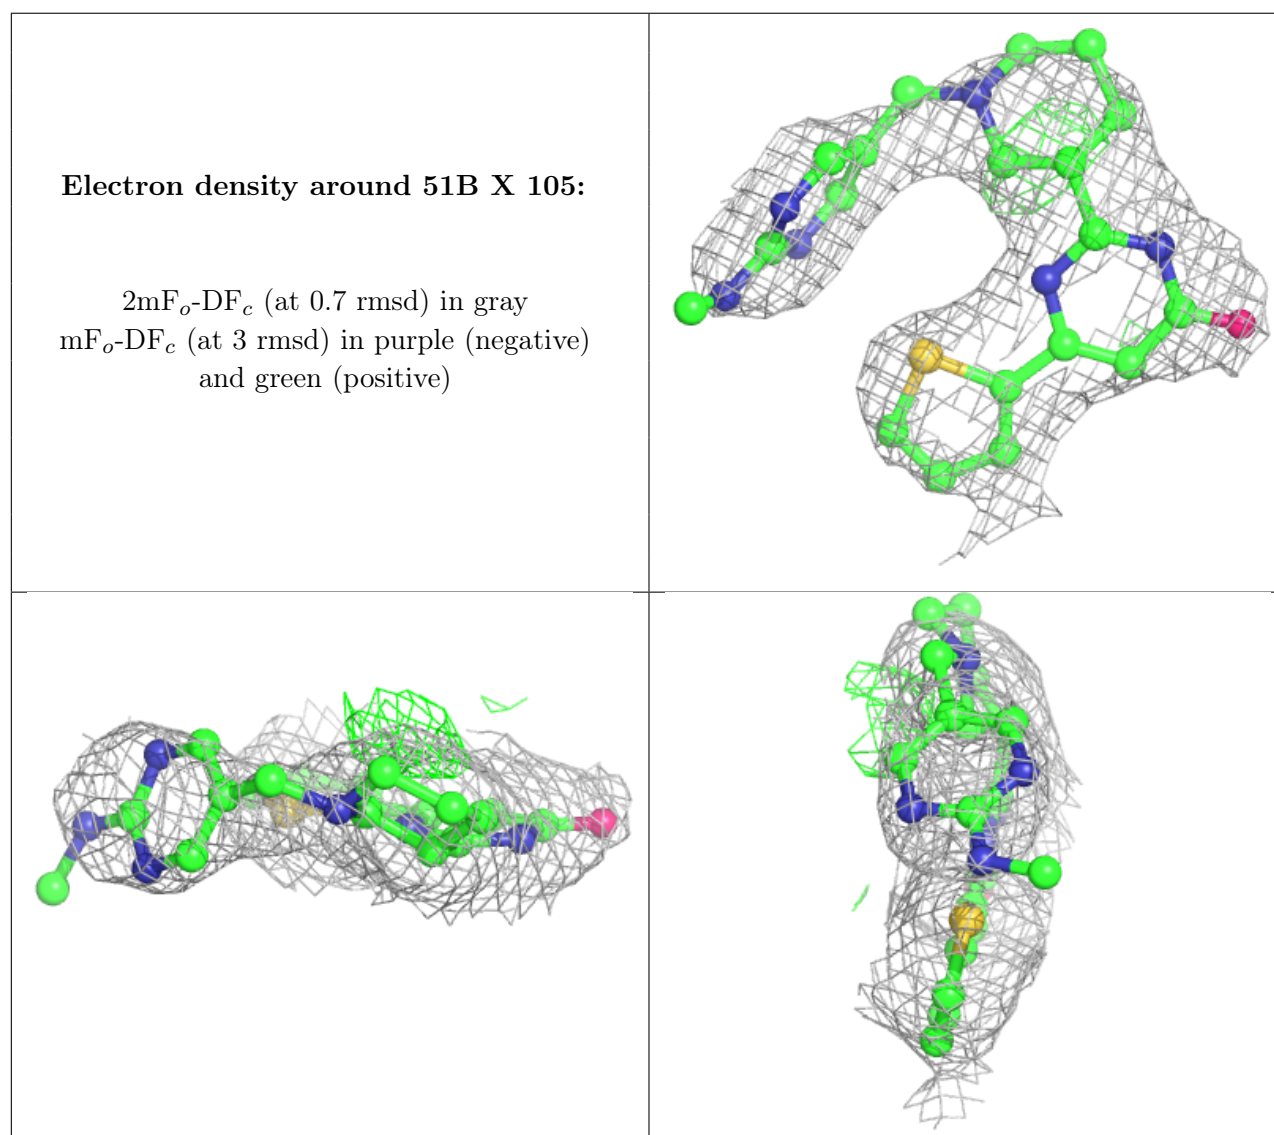 Electron density around 51B X 105:
2mFo-DFc (at 0.7 rmsd) in gray
mFo-DFc (at 3 rmsd) in purple (negative)
and green (positive)